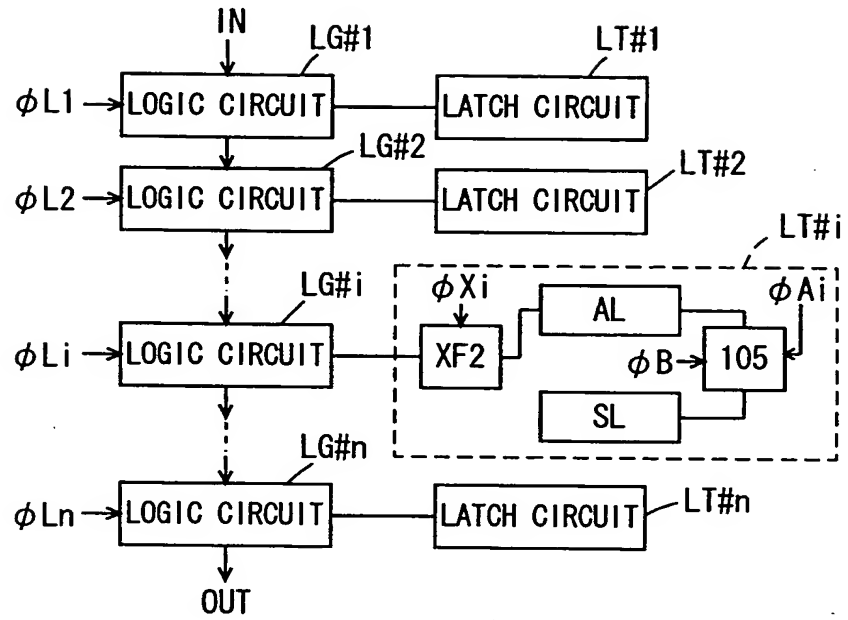 IN
LG#1
LT#1
φL1
LOGIC CIRCUIT
LATCH CIRCUIT
LG#2
LT#2
φL2
LOGIC CIRCUIT
LATCH CIRCUIT
LT#i
LG#i
φXi
φAi
AL
φLi
LOGIC CIRCUIT
XF2
φB
105
SL
LG#n
LT#n
φLn
LOGIC CIRCUIT
LATCH CIRCUIT
OUT